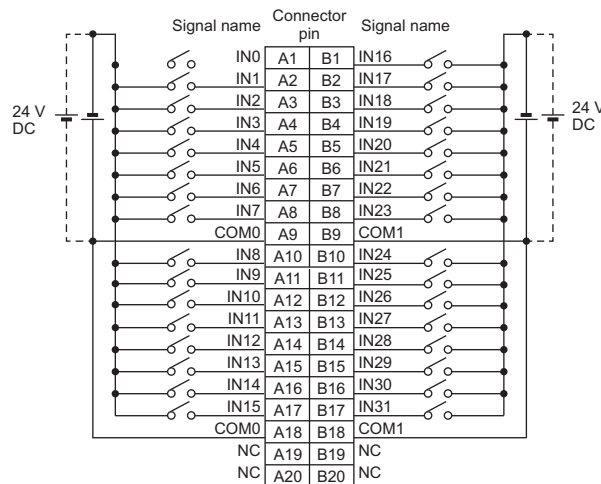 Signal name Connector pin Signal name
IN0 A1 B1 IN16
IN1 A2 B2 IN17
IN2 A3 B3 IN18
24 V DC IN3 A4 B4 IN19 24 V DC
IN4 A5 B5 IN20
IN5 A6 B6 IN21
IN6 A7 B7 IN22
IN7 A8 B8 IN23
COM0 A9 B9 COM1
IN8 A10 B10 IN24
IN9 A11 B11 IN25
IN10 A12 B12 IN26
IN11 A13 B13 IN27
IN12 A14 B14 IN28
IN13 A15 B15 IN29
IN14 A16 B16 IN30
IN15 A17 B17 IN31
COM0 A18 B18 COM1
NC A19 B19 NC
NC A20 B20 NC